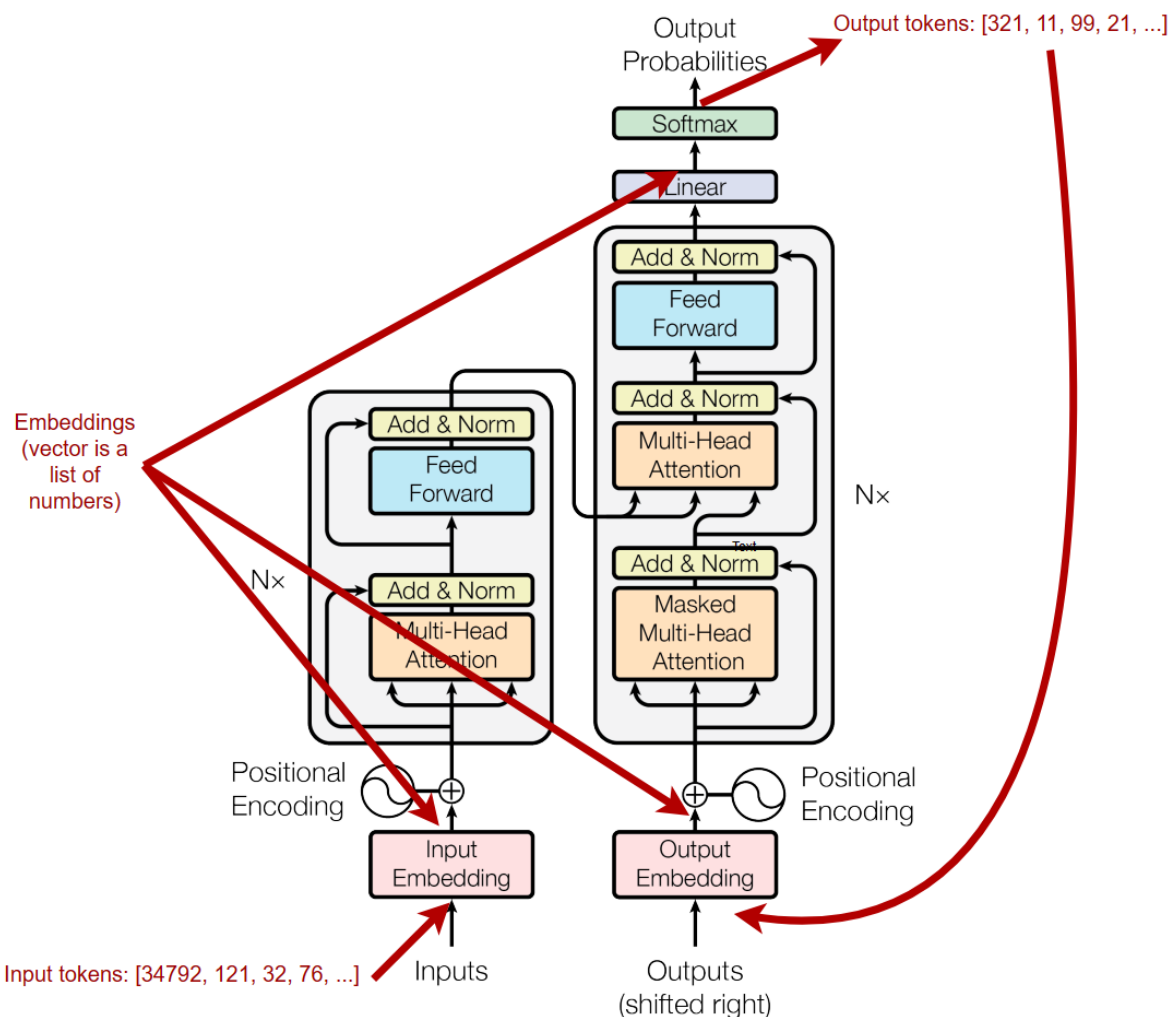 Output tokens: [321, 11, 99, 21, ...]
Output
Probabilities
Softmax
Linear
Add & Norm
Feed
Forward
Add & Norm
Multi-Head
Attention
N×
Text
Add & Norm
Masked
Multi-Head
Attention
Embeddings
(vector is a
list of
numbers)
Add & Norm
Feed
Forward
N×
Add & Norm
Multi-Head
Attention
Positional
Encoding
Positional
Encoding
Input
Embedding
Output
Embedding
Input tokens: [34792, 121, 32, 76, ...]
Inputs
Outputs
(shifted right)